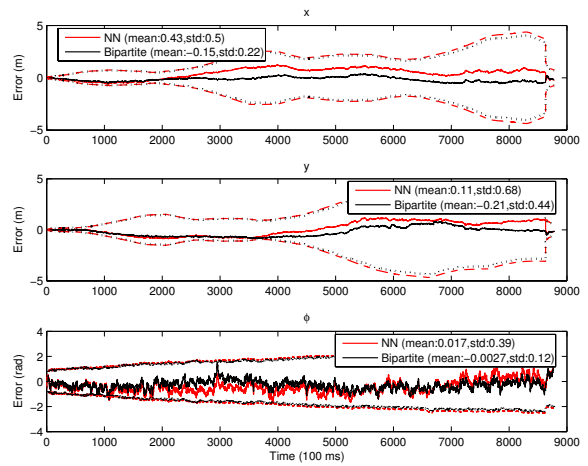 x
5
0
−5
Error (m)
NN (mean:0.43,std:0.5)
Bipartite (mean:−0.15,std:0.22)
0 1000 2000 3000 4000 5000 6000 7000 8000 9000
y
5
0
−5
Error (m)
NN (mean:0.11,std:0.68)
Bipartite (mean:−0.21,std:0.44)
0 1000 2000 3000 4000 5000 6000 7000 8000 9000
ϕ
4
2
0
−2
−4
Error (rad)
NN (mean:0.017,std:0.39)
Bipartite (mean:−0.0027,std:0.12)
0 1000 2000 3000 4000 5000 6000 7000 8000 9000
Time (100 ms)